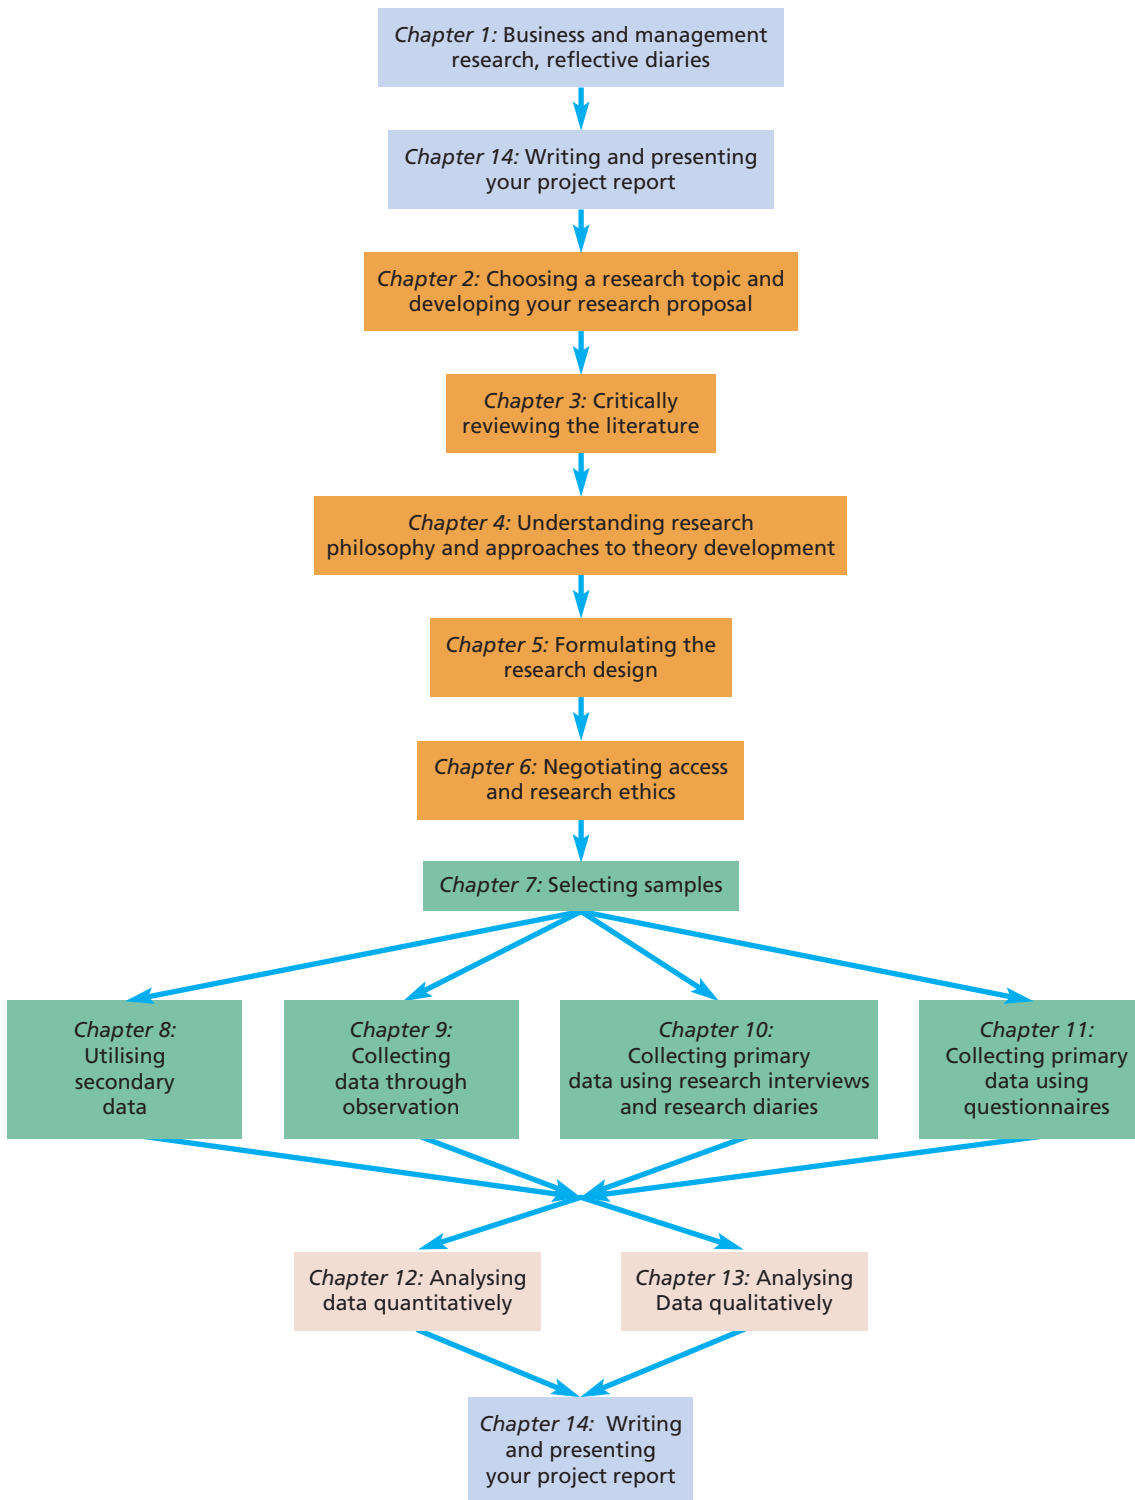 Chapter 1: Business and management
research, reflective diaries
Chapter 14: Writing and presenting
your project report
Chapter 2: Choosing a research topic and
developing your research proposal
Chapter 3: Critically
reviewing the literature
Chapter 4: Understanding research
philosophy and approaches to theory development
Chapter 5: Formulating the
research design
Chapter 6: Negotiating access
and research ethics
Chapter 7: Selecting samples
Chapter 8:
Utilising
secondary
data
Chapter 9:
Collecting
data through
observation
Chapter 10:
Collecting primary
data using research interviews
and research diaries
Chapter 11:
Collecting primary
data using
questionnaires
Chapter 12: Analysing
data quantitatively
Chapter 13: Analysing
Data qualitatively
Chapter 14: Writing
and presenting
your project report